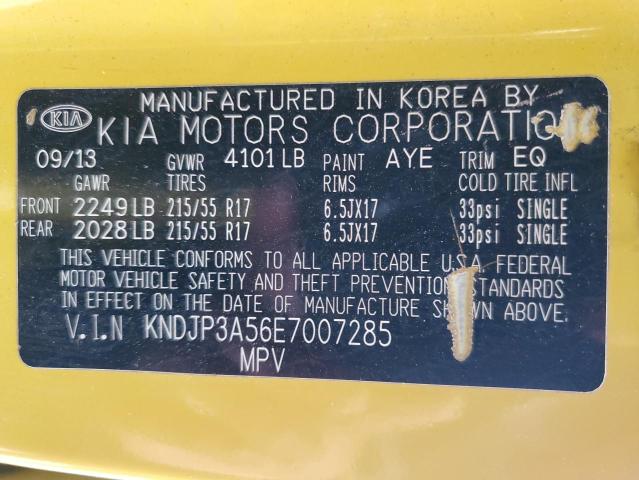 MANUFACTURED IN KOREA BY
KIA KIA MOTORS CORPORATION
09/13 GVWR 4101 LB PAINT AYE TRIM EQ
GAWR TIRES RIMS COLD TIRE INFL
FRONT 2249 LB 215/55 R17 6.5JX17 33psi SINGLE
REAR 2028 LB 215/55 R17 6.5JX17 33psi SINGLE
THIS VEHICLE CONFORMS TO ALL APPLICABLE U.S.A. FEDERAL
MOTOR VEHICLE SAFETY AND THEFT PREVENTION STANDARDS
IN EFFECT ON THE DATE OF MANUFACTURE SHOWN ABOVE.
V.I.N KNDJP3A56E7007285
MPV